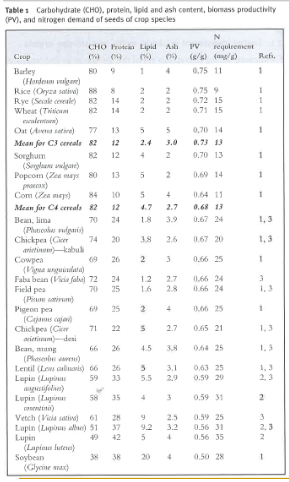 Table 1 Carbohydrate (CHO), protein, lipid and ash content, biomass productivity
(PV), and nitrogen demand of seeds of crop species
N
CHO Protein Lipid Ash PV requirement
Crop (%) (%) (%) (%) (g/g) (mg/g) Refs.
Barley 80 9 1 4 0.75 11 1
(Hordeum vulgare)
Rice (Oryza sativa) 88 8 2 2 0.75 9 1
Rye (Secale cereale) 82 14 2 2 0.72 15 1
Wheat (Triticum 82 14 2 2 0.71 15 1
Oat (Avena sativa) 77 13 5 5 0.70 14 1
Mean for C3 cereals 82 12 2.4 3.0 0.73 13
Sorghum 82 12 4 2 0.70 13 1
(Sorghum vulgare)
Popcorn (Zea mays 80 13 5 2 0.69 14 1
Corn (Zea mays) 84 10 5 4 0.64 11 1
Mean for C4 cereals 82 12 4.7 2.7 0.68 13
Bean, lima 70 24 1.8 3.9 0.67 24 1, 3
(Phaseolus vulgaris)
Chickpea (Cicer 74 20 3.8 2.6 0.67 20 1, 3
arietinum)—kabuli
Cowpea 69 26 2 3 0.66 25 1
(Vigna unguiculata)
Faba bean (Vicia faba) 72 24 1.2 2.7 0.66 24 3
Field pea 70 25 1.6 2.8 0.66 24 1, 3
(Pisum sativum)
Pigeon pea 69 25 2 4 0.66 25 1
(Cajanus cajan)
Chickpea (Cicer 71 22 5 2.7 0.65 21 1, 3
arietinum)—desi
Bean, mung 66 26 4.5 3.8 0.64 25 1, 3
(Phaseolus aureus)
Lentil (Lens culinaris) 66 26 5 3.1 0.63 25 1, 3
Lupin (Lupinus 59 33 5.5 2.9 0.59 29 2, 3
angustifolius)
Lupin (Lupinus 58 35 4 3 0.59 31 2
Vetch (Vicia sativa) 61 28 9 2.5 0.59 25 3
Lupin (Lupinus albus) 51 37 9.2 3.2 0.56 31 2, 3
Lupin 49 42 5 4 0.56 35 2
(Lupinus luteus)
Soybean 38 38 20 4 0.50 28 1
(Glycine max)